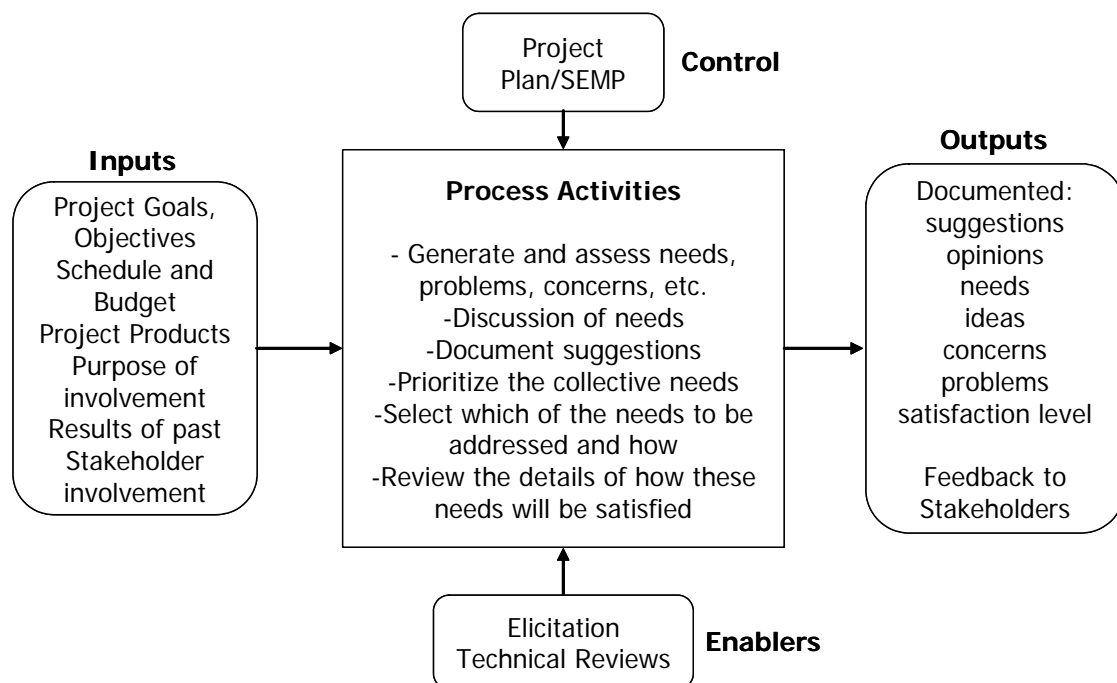 Project
Plan/SEMP
Control
Inputs
Project Goals,
Objectives
Schedule and
Budget
Project Products
Purpose of
involvement
Results of past
Stakeholder
involvement
Process Activities
- Generate and assess needs,
problems, concerns, etc.
-Discussion of needs
-Document suggestions
-Prioritize the collective needs
-Select which of the needs to be
addressed and how
-Review the details of how these
needs will be satisfied
Outputs
Documented:
suggestions
opinions
needs
ideas
concerns
problems
satisfaction level
Feedback to
Stakeholders
Elicitation
Technical Reviews
Enablers